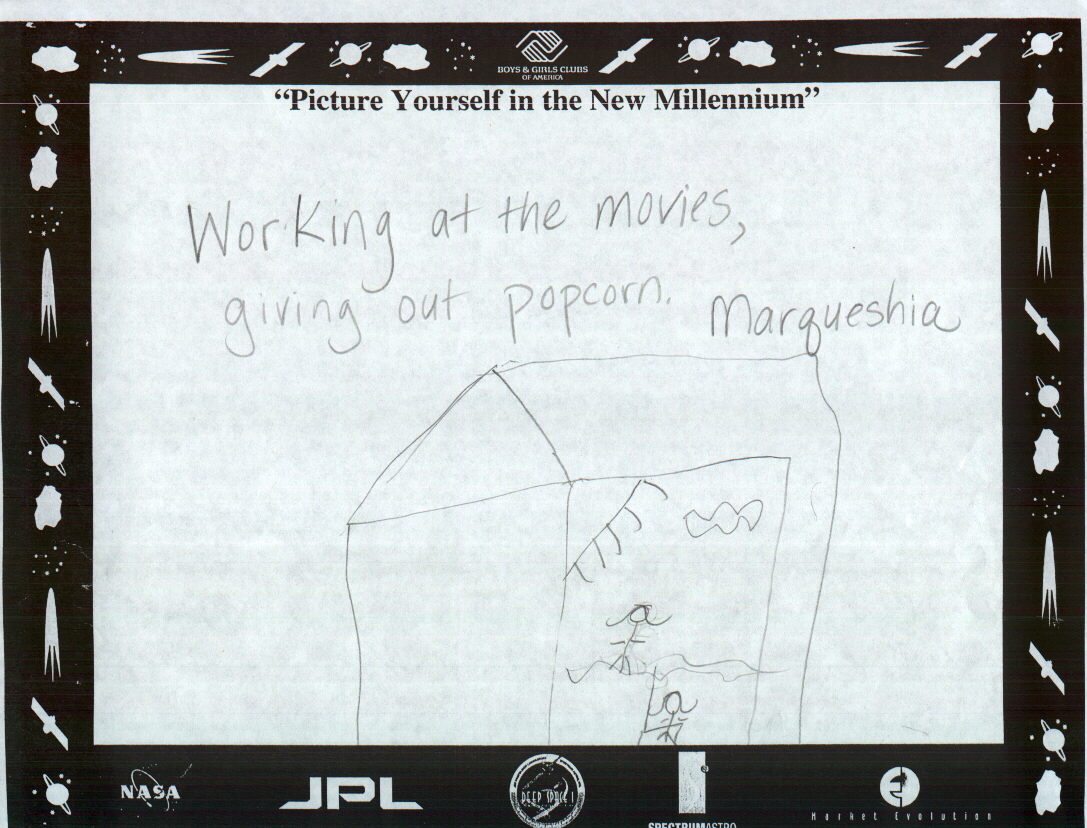 BOYS & GIRLS CLUBS
OF AMERICA
“Picture Yourself in the New Millennium”
Working at the movies,
giving out popcorn. Marqueshia
NASA
JPL
DEEP SPACE 1
SPECTRUMASTRO
Market Evolution